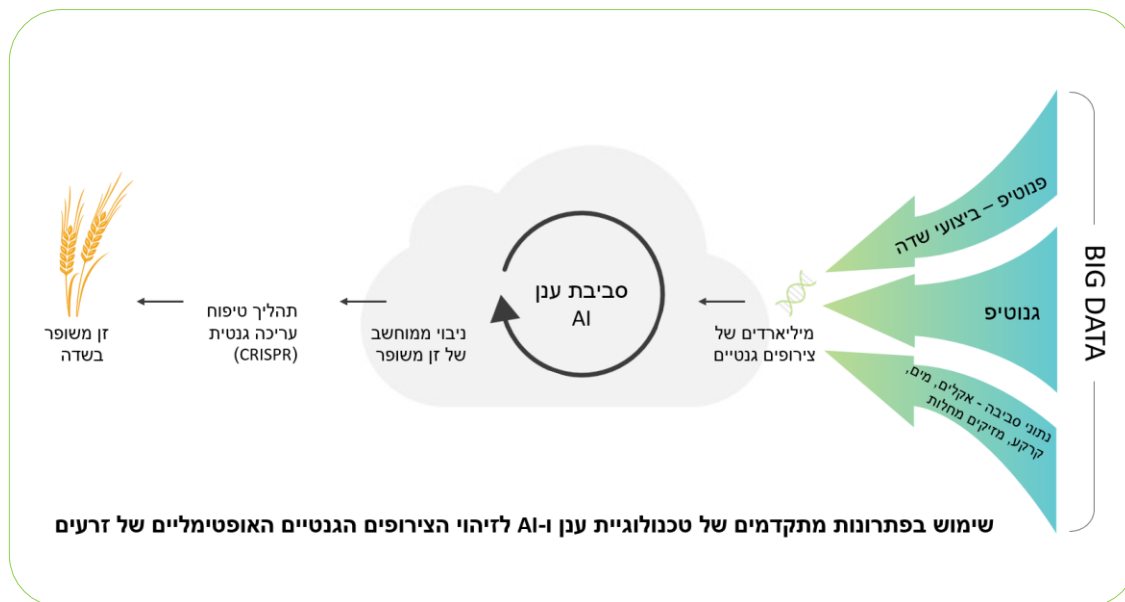 BIG DATA
פנוטיפ – ביצועי שדה
גנוטיפ
נתוני סביבה - אקלים, מים,
קרקע, מזיקים מחלות
מיליארדים של
צירופים גנטיים
סביבת ענן
AI
ניבוי ממוחשב
של זן משופר
תהליך טיפוח
עריכה גנטית
(CRISPR)
זן משופר
בשדה
שימוש בפתרונות מתקדמים של טכנולוגיית ענן ו-AI לזיהוי הצירופים הגנטיים האופטימליים של זרעים